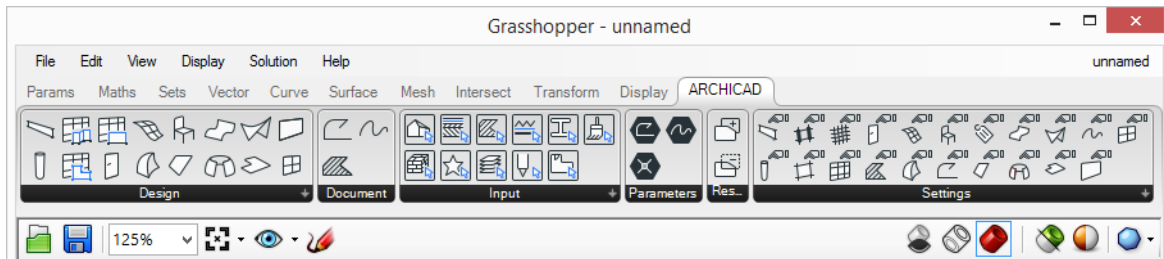 Grasshopper - unnamed
File Edit View Display Solution Help unnamed
Params Maths Sets Vector Curve Surface Mesh Intersect Transform Display ARCHICAD
Design Document Input Parameters Res... Settings
125%